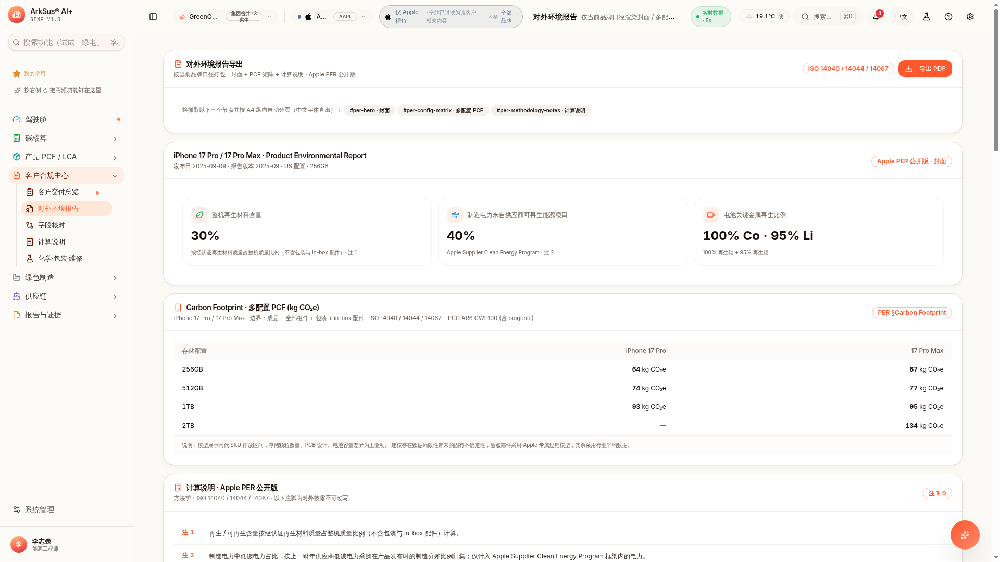 ArkSus® AI+
GEMP V1.0
搜索功能（试试「绿电」「客.
我的常用
按右侧 ☆ 把高频功能钉在这里
驾驶舱
碳核算
产品 PCF / LCA
客户合规中心
客户交付总览
对外环境报告
字段核对
计算说明
化学·包装·维修
绿色制造
供应链
报告与证据
系统管理
李
李志强
能源工程师
GreenO...
集团合并 · 3
实体
A...
AAPL
仅 Apple
视角
· 全站已过滤为该客户
相关内容
×
全部
品牌
对外环境报告
按当前品牌口径渲染封面 / 多配...
实时数据
· 5s
19.1°C 阴
搜索...
⌘K
4
中文
对外环境报告导出
按当前品牌口径打包：封面 + PCF 矩阵 + 计算说明 · Apple PER 公开版
ISO 14040 / 14044 / 14067
导出 PDF
将抓取以下三个节点并按 A4 纵向自动分页（中文字体直出）：
#per-hero · 封面
#per-config-matrix · 多配置 PCF
#per-methodology-notes · 计算说明
iPhone 17 Pro / 17 Pro Max · Product Environmental Report
发布日 2025-09-09 · 报告版本 2025-09 · US 配置 · 256GB
Apple PER 公开版 · 封面
整机再生材料含量
30%
按经认证再生材料质量占整机质量比例（不含包装与 in-box 配件）· 注 1
制造电力来自供应商可再生能源项目
40%
Apple Supplier Clean Energy Program · 注 2
电池关键金属再生比例
100% Co · 95% Li
100% 再生钴 + 95% 再生锂
Carbon Footprint · 多配置 PCF (kg CO₂e)
iPhone 17 Pro / 17 Pro Max · 边界：成品 + 全部组件 + 包装 + in-box 配件 · ISO 14040 / 14044 / 14067 · IPCC AR6 GWP100 (含 biogenic)
PER §Carbon Footprint
存储配置 iPhone 17 Pro 17 Pro Max
256GB 64 kg CO₂e 67 kg CO₂e
512GB 74 kg CO₂e 77 kg CO₂e
1TB 93 kg CO₂e 95 kg CO₂e
2TB — 134 kg CO₂e
说明：模型展示同代 SKU 排放区间，存储颗粒数量、PCB 设计、电池容量差异为主驱动。 建模存在数据局限性带来的固有不确定性，热点部件采用 Apple 专属过程模型，其余采用行业平均数据。
计算说明 · Apple PER 公开版
方法学：ISO 14040 / 14044 / 14067 · 以下注脚为对外披露不可改写
注 1–9
注 1 再生 / 可再生含量按经认证再生材料质量占整机质量比例（不含包装与 in-box 配件）计算。
注 2 制造电力中低碳电力占比，按上一财年供应商低碳电力采购在产品发布时的制造分摊比例归集；仅计入 Apple Supplier Clean Energy Program 框架内的电力。